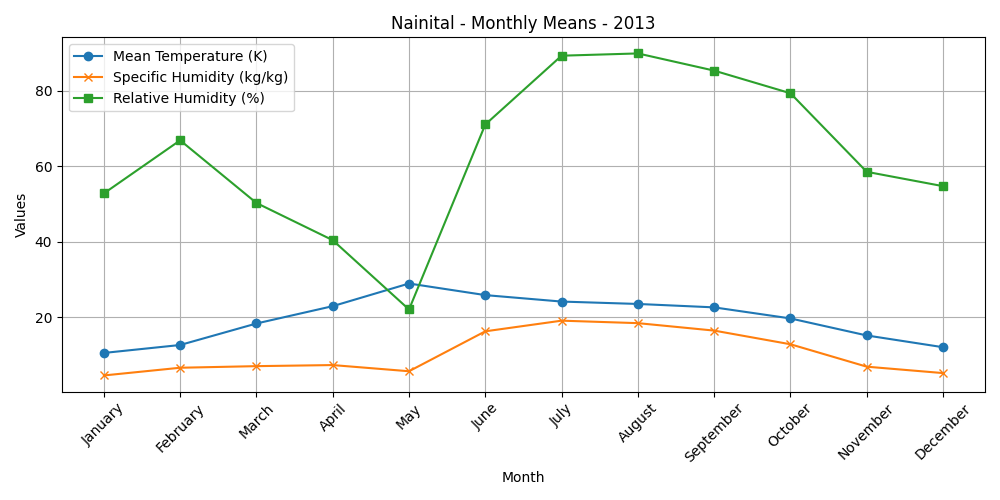 Nainital - Monthly Means - 2013
Mean Temperature (K)
Specific Humidity (kg/kg)
Relative Humidity (%)
Values
80
60
40
20
January
February
March
April
May
June
July
August
September
October
November
December
Month